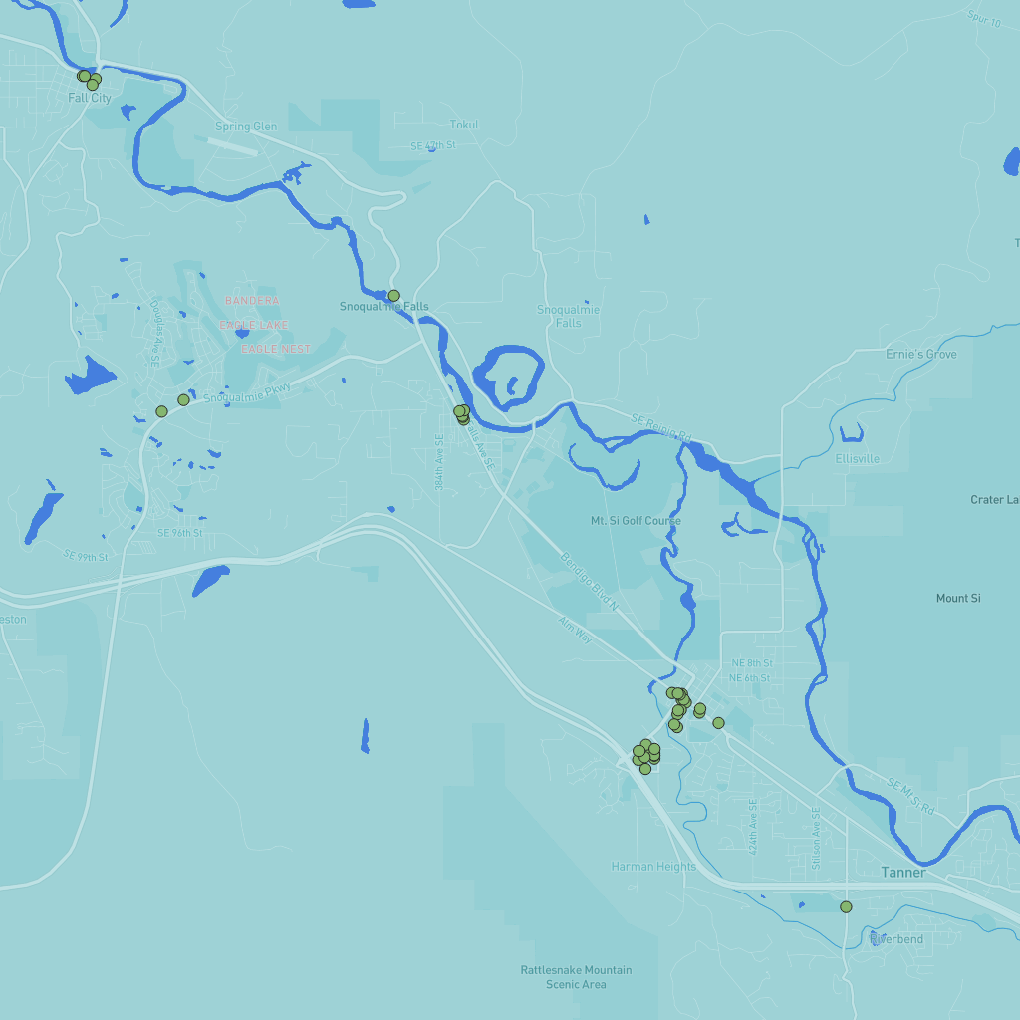 Spur 10
Fall City
Spring Glen
Tokul
SE 47th St
BANDERA
EAGLE LAKE
EAGLE NEST
Douglas Ave SE
Snoqualmie Falls
Snoqualmie
Falls
Ernie's Grove
Snoqualmie Pkwy
SE Reinig Rd
384th Ave SE
Falls Ave SE
Ellisville
Crater La
Mt. Si Golf Course
SE 96th St
SE 99th St
Bendigo Blvd N
Mount Si
eston
Alm Way
NE 8th St
NE 6th St
SE Mt Si Rd
424th Ave SE
Stilson Ave SE
Harman Heights
Tanner
Riverbend
Rattlesnake Mountain
Scenic Area